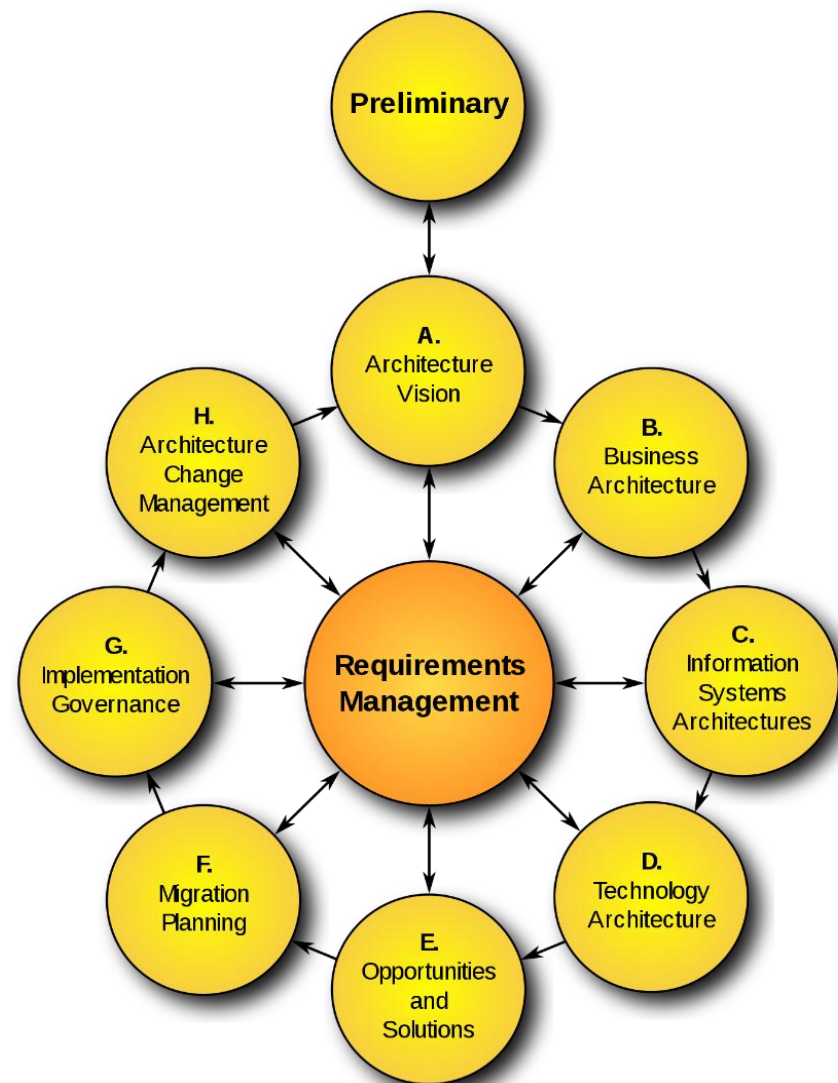 Preliminary
A.
Architecture
Vision
B.
Business
Architecture
C.
Information
Systems
Architectures
D.
Technology
Architecture
E.
Opportunities
and
Solutions
F.
Migration
Planning
G.
Implementation
Governance
H.
Architecture
Change
Management
Requirements
Management